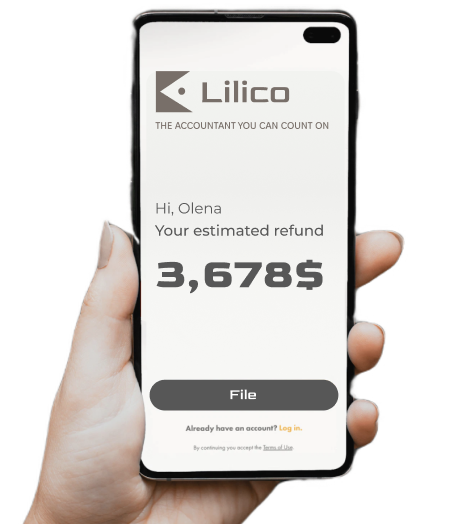 Lilico
THE ACCOUNTANT YOU CAN COUNT ON
Hi, Olena
Your estimated refund
3,678$
File
Already have an account? Log in.
By continuing you accept the Terms of Use.